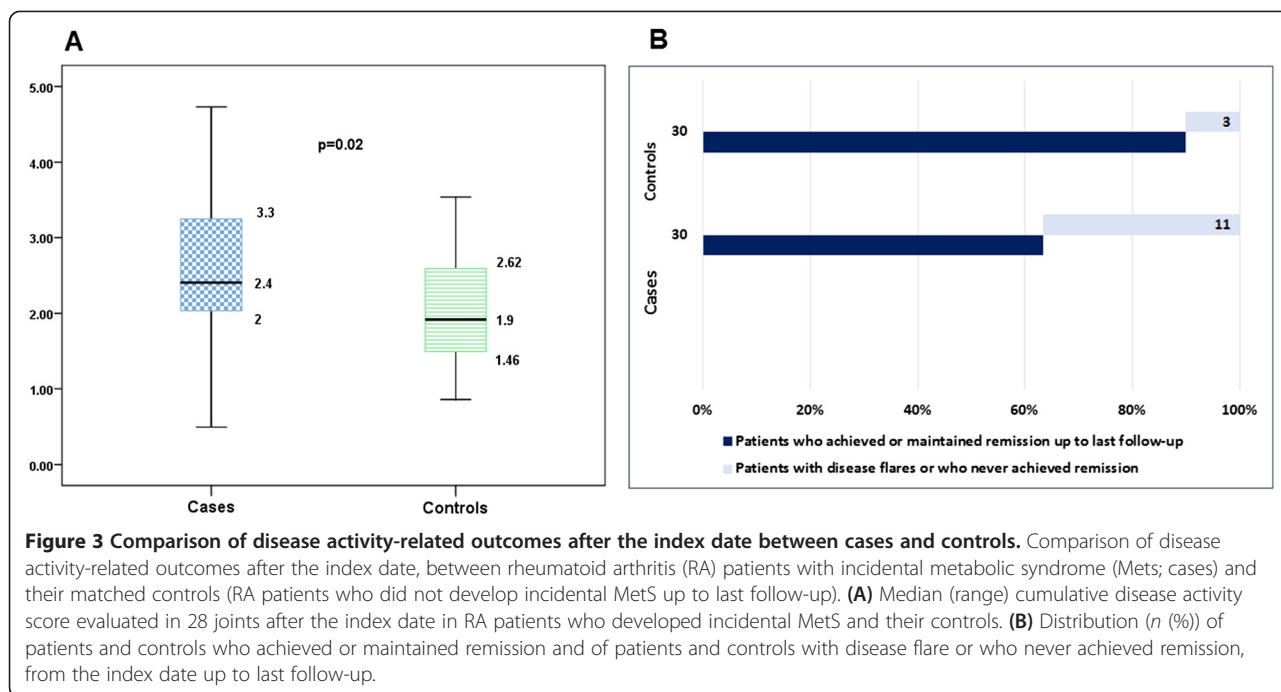 A
5.00
4.00
3.00
2.00
1.00
0.00
p=0.02
3.3
2.4
2
2.62
1.9
1.46
Cases
Controls
B
Controls
30
3
Cases
30
11
0%
20%
40%
60%
80%
100%
Patients who achieved or maintained remission up to last follow-up
Patients with disease flares or who never achieved remission
Figure 3 Comparison of disease activity-related outcomes after the index date between cases and controls. Comparison of disease
activity-related outcomes after the index date, between rheumatoid arthritis (RA) patients with incidental metabolic syndrome (Mets; cases) and
their matched controls (RA patients who did not develop incidental MetS up to last follow-up). (A) Median (range) cumulative disease activity
score evaluated in 28 joints after the index date in RA patients who developed incidental MetS and their controls. (B) Distribution (n (%)) of
patients and controls who achieved or maintained remission and of patients and controls with disease flare or who never achieved remission,
from the index date up to last follow-up.